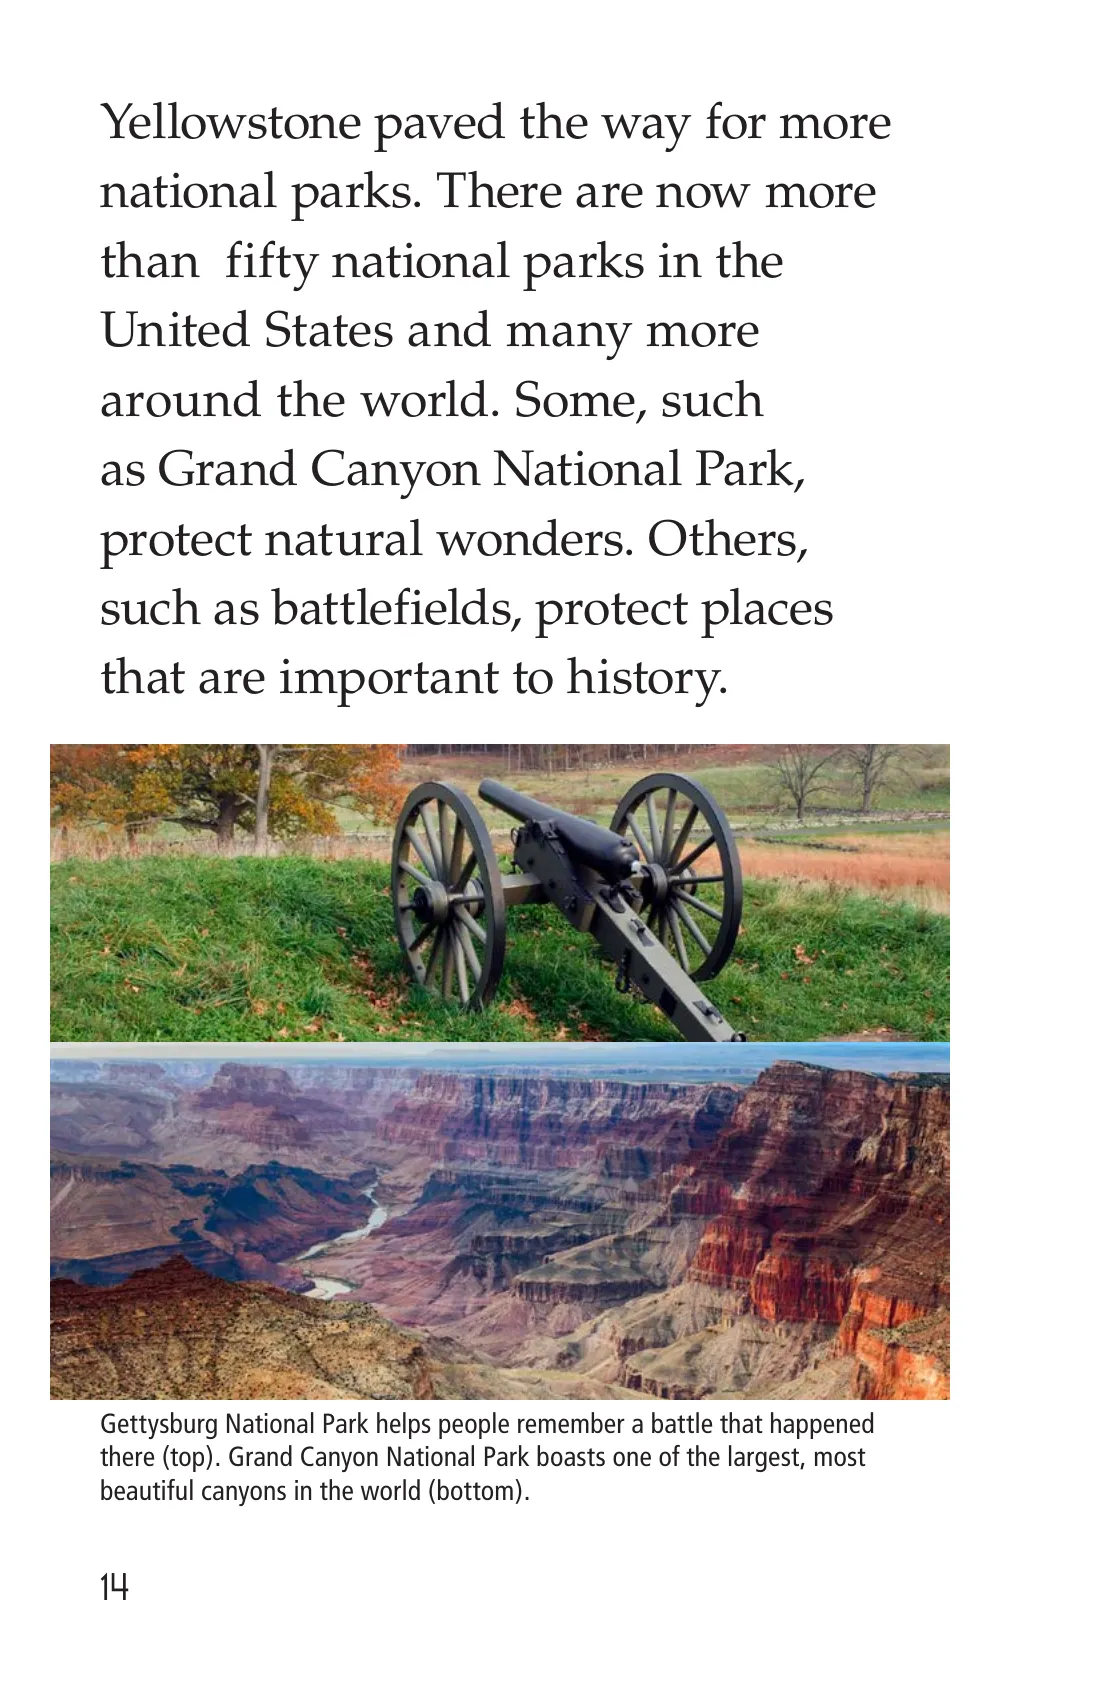 Yellowstone paved the way for more
national parks. There are now more
than  fifty national parks in the
United States and many more
around the world. Some, such
as Grand Canyon National Park,
protect natural wonders. Others,
such as battlefields, protect places
that are important to history.
Gettysburg National Park helps people remember a battle that happened
there (top). Grand Canyon National Park boasts one of the largest, most
beautiful canyons in the world (bottom).
14